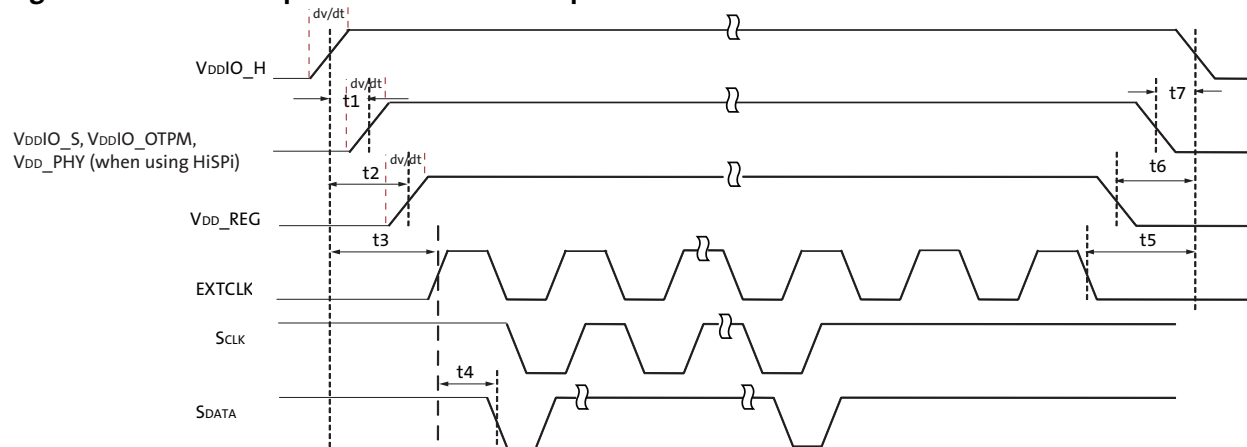 dv/dt
VDDIO_H
dv/dt
t1
t7
VDDIO_S, VDDIO_OTPM,
VDD_PHY (when using HiSPi)
dv/dt
t2
t6
VDD_REG
t3
t5
EXTCLK
SCLK
t4
SDATA